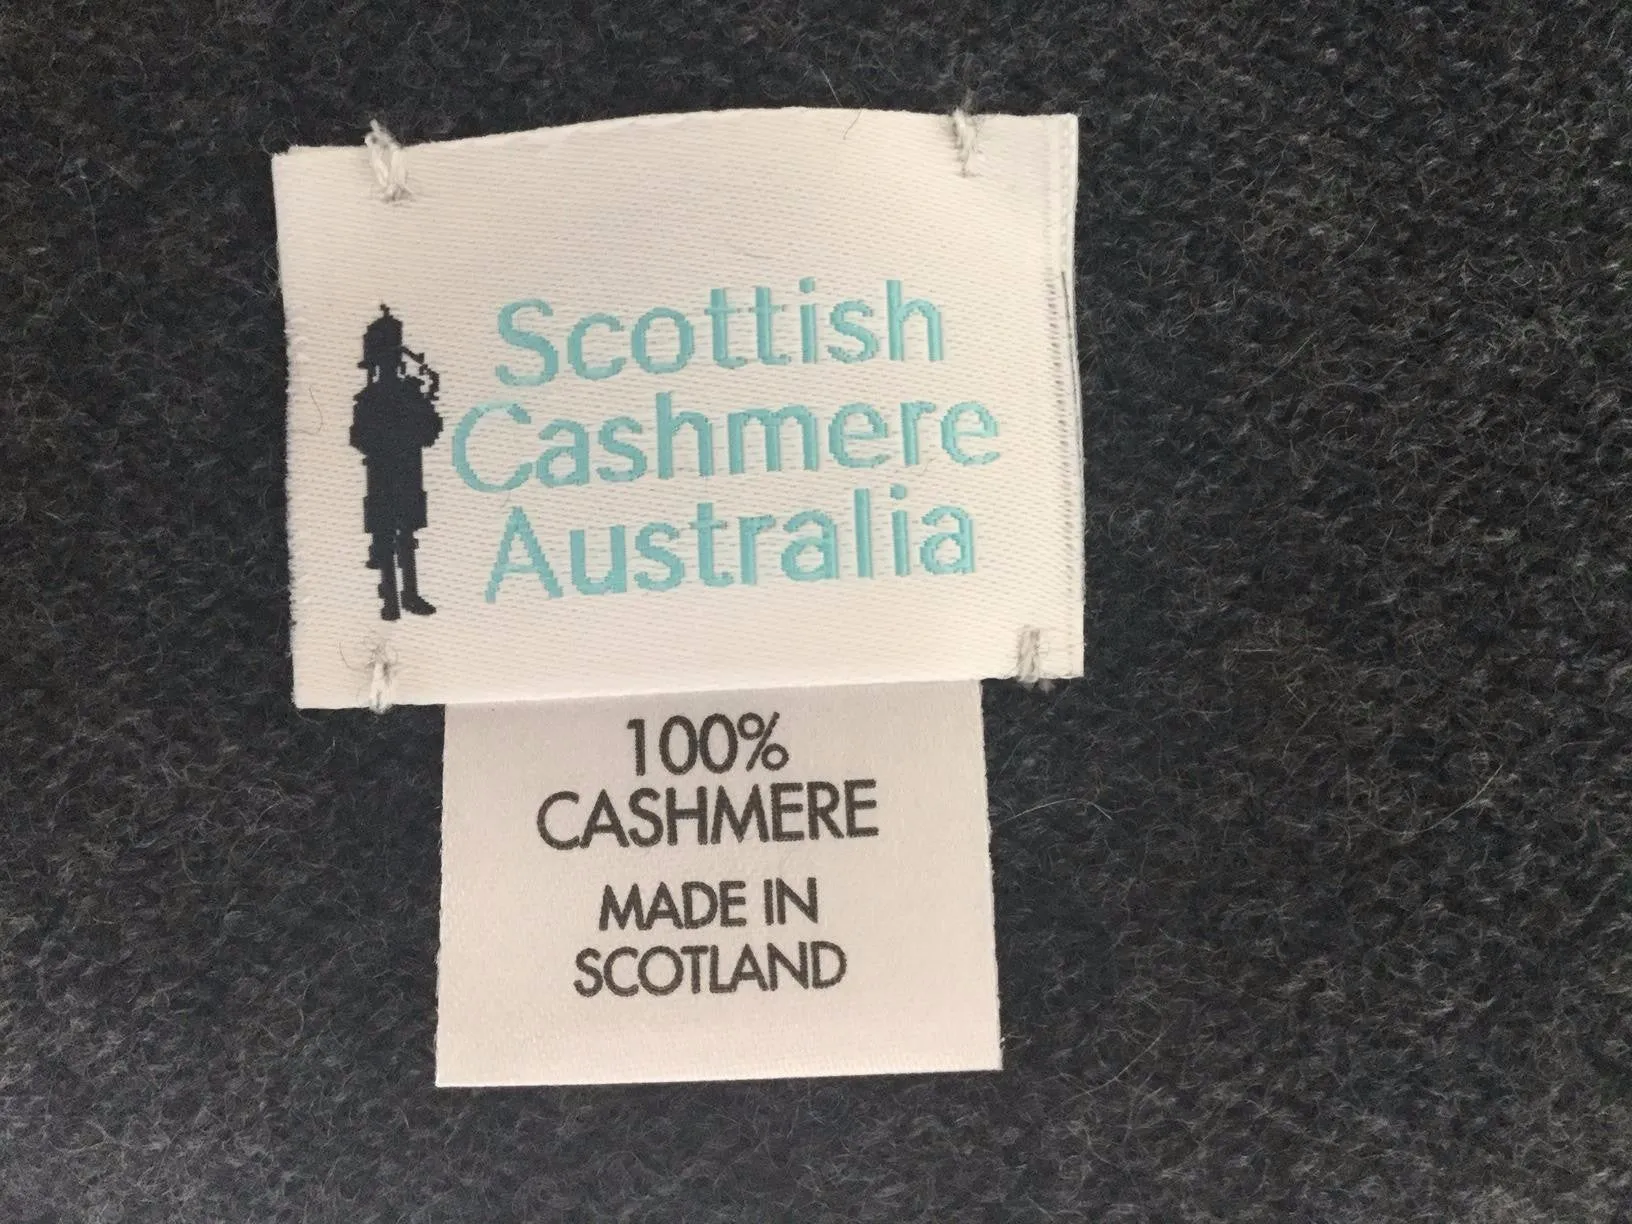 Scottish
Cashmere
Australia
100%
CASHMERE
MADE IN
SCOTLAND